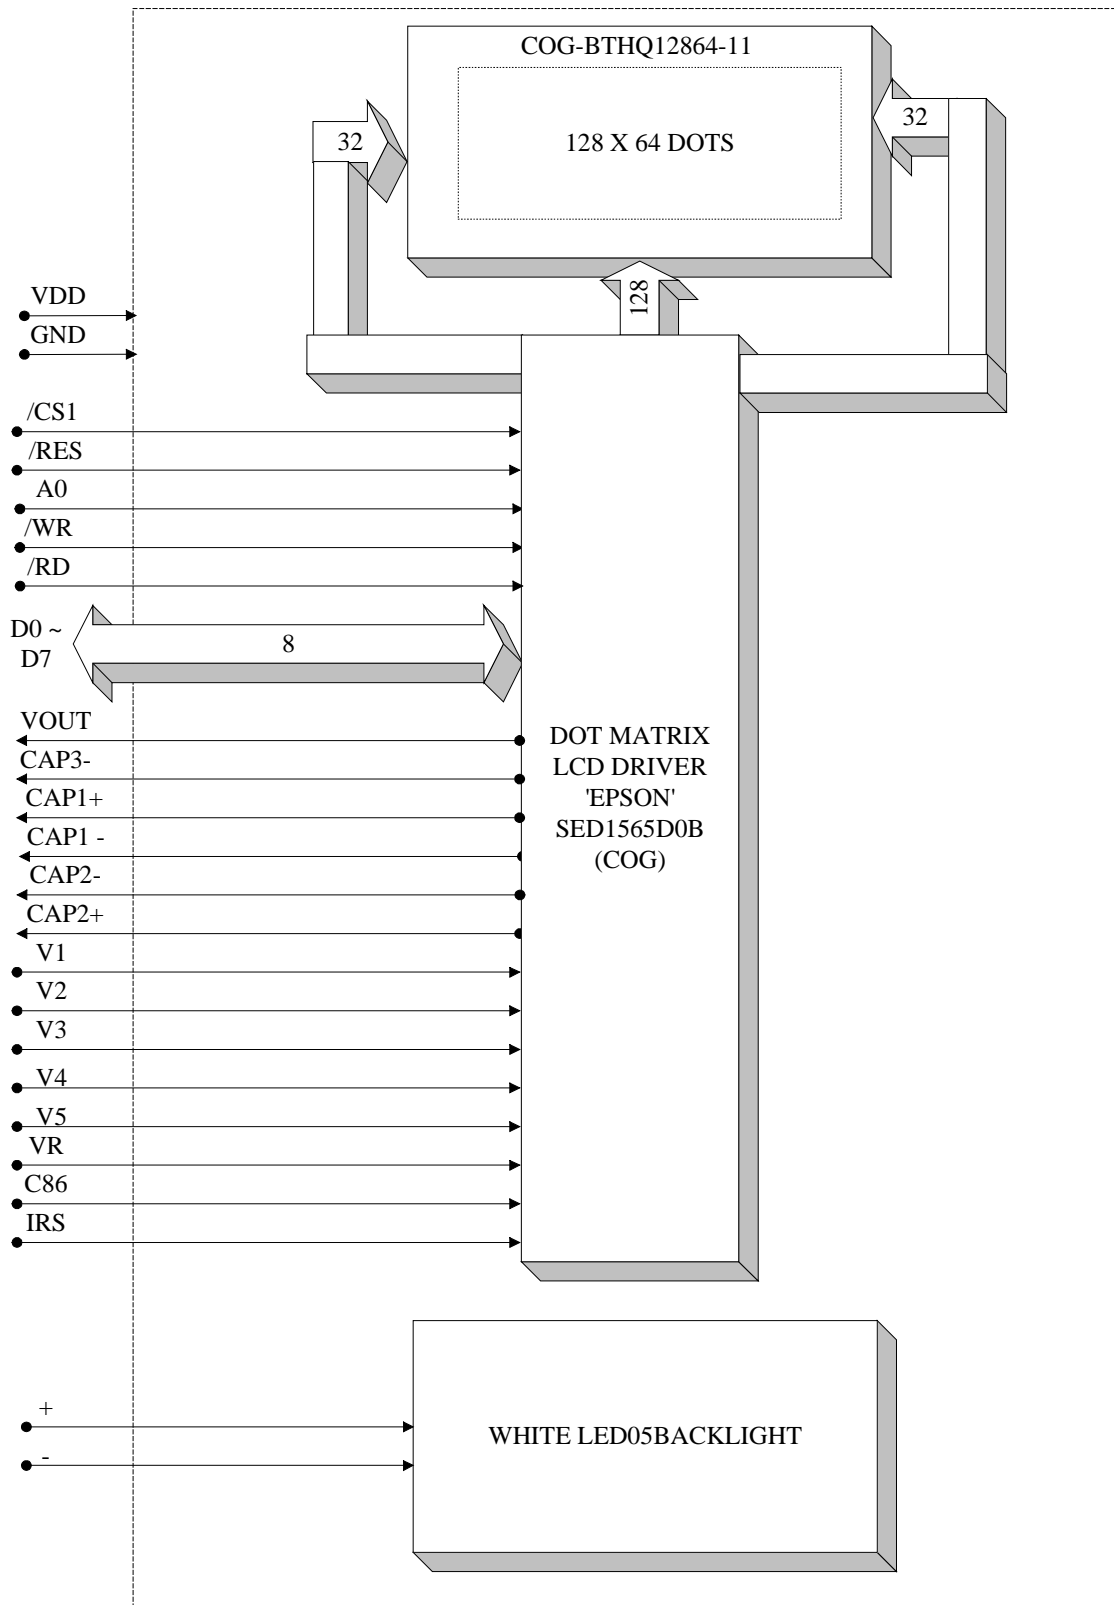 COG-BTHQ12864-11
32
128 X 64 DOTS
32
128
VDD
GND
/CS1
/RES
A0
/WR
/RD
D0 ~
D7
8
VOUT
CAP3-
CAP1+
CAP1 -
CAP2-
CAP2+
V1
V2
V3
V4
V5
VR
C86
IRS
DOT MATRIX
LCD DRIVER
'EPSON'
SED1565D0B
(COG)
+
-
WHITE LED05BACKLIGHT